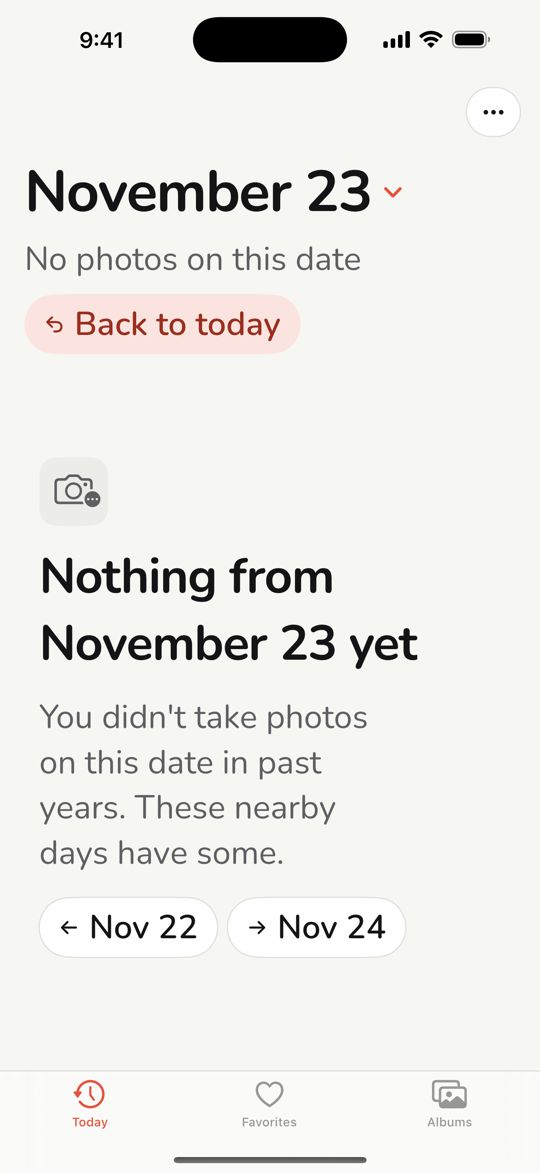 9:41
November 23
No photos on this date
Back to today
Nothing from
November 23 yet
You didn't take photos
on this date in past
years. These nearby
days have some.
← Nov 22
→ Nov 24
Today
Favorites
Albums